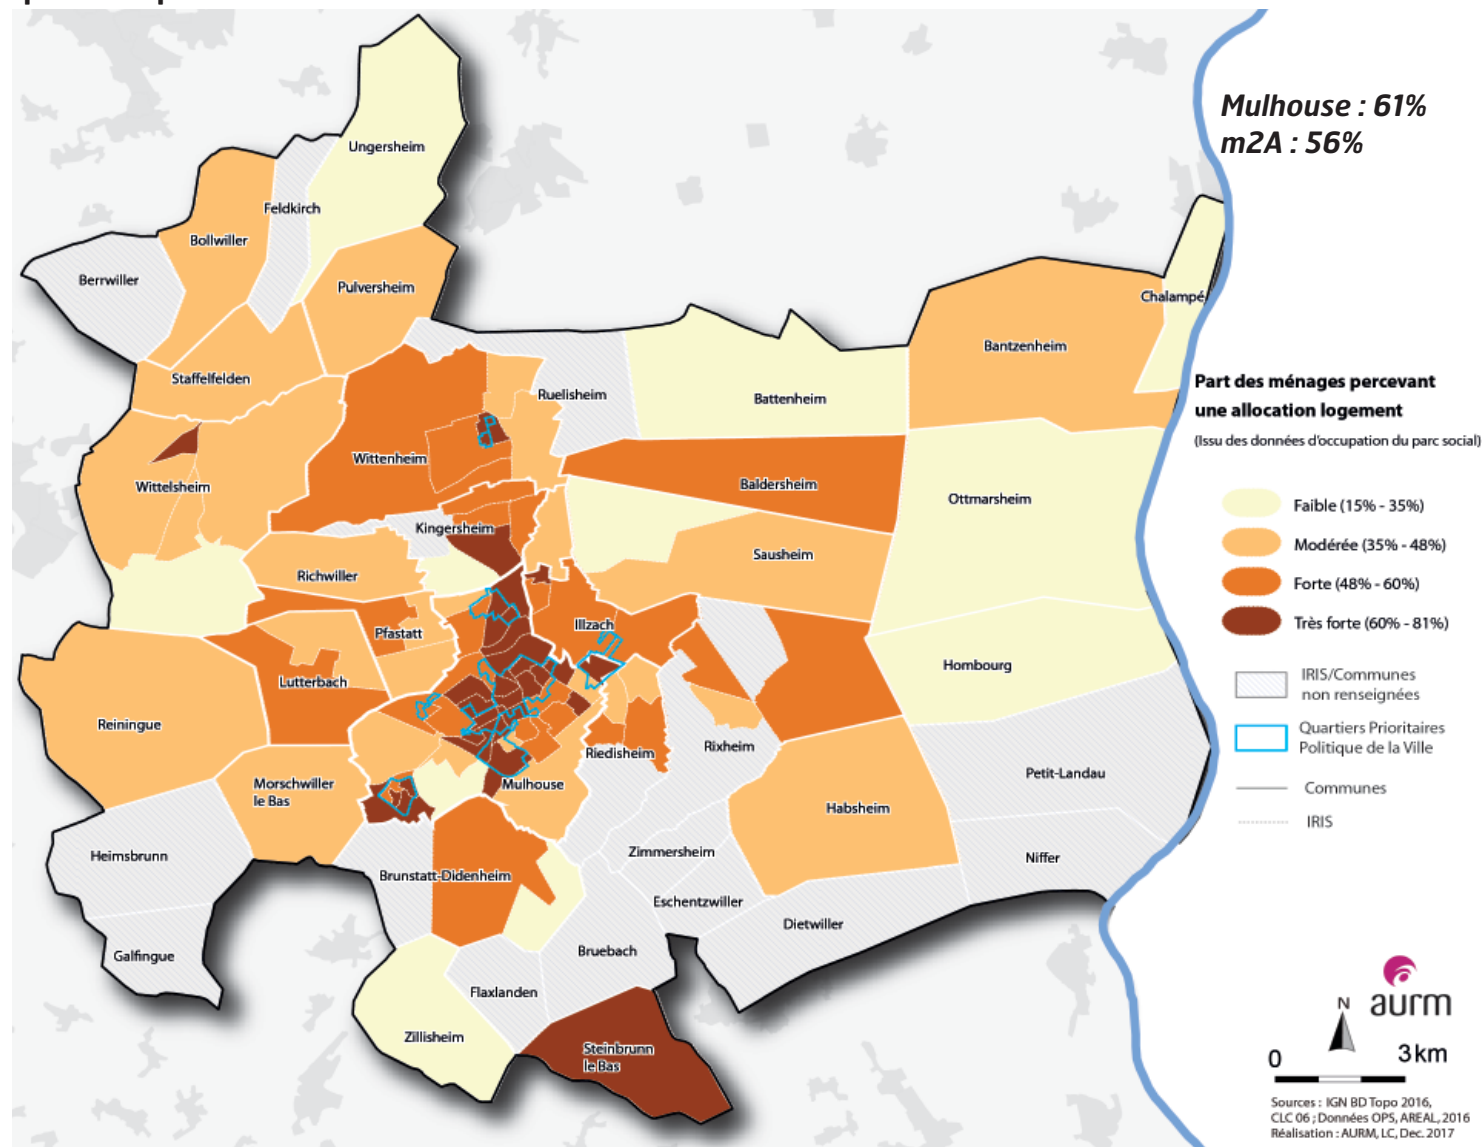 Mulhouse : 61%
m2A : 56%
Ungersheim
Feldkirch
Bollwiller
Berrwiller
Pulversheim
Chalampé
Bantzenheim
Staffelfelden
Ruelisheim
Battenheim
Part des ménages percevant
une allocation logement
(Issu des données d'occupation du parc social)
Wittenheim
Wittelsheim
Baldersheim
Ottmarsheim
Faible (15% - 35%)
Kingersheim
Modérée (35% - 48%)
Sausheim
Richwiller
Forte (48% - 60%)
Pfastatt
Illzach
Très forte (60% - 81%)
Hombourg
Lutterbach
IRIS/Communes
non renseignées
Reiningue
Quartiers Prioritaires
Politique de la Ville
Riedisheim
Rixheim
Petit-Landau
Morschwiller
le Bas
Mulhouse
Communes
Habsheim
IRIS
Heimsbrunn
Zimmersheim
Niffer
Brunstatt-Didenheim
Eschentzwiller
Dietwiller
Galfingue
Bruebach
Flaxlanden
aurm
N
Zillisheim
Steinbrunn
le Bas
0 3 km
Sources : IGN BD Topo 2016,
CLC 06 ; Données OPS, AREAL, 2016
Réalisation : AURM, LC, Dec. 2017